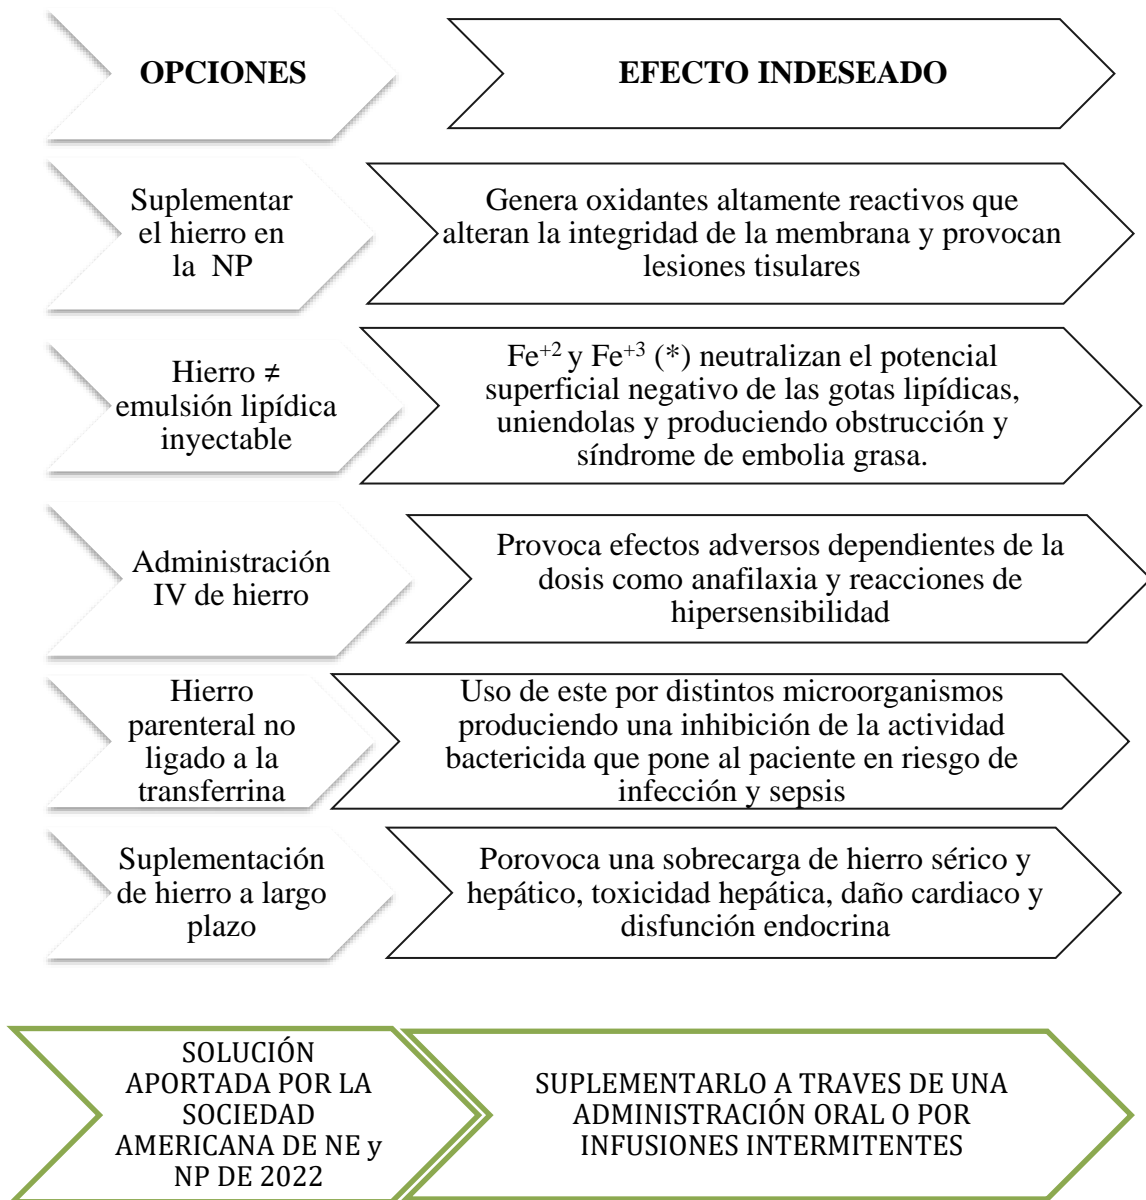 OPCIONES
EFECTO INDESEADO
Suplementar
el hierro en
la NP
Genera oxidantes altamente reactivos que
alteran la integridad de la membrana y provocan
lesiones tisulares
Hierro ≠
emulsión lipídica
inyectable
Fe⁺² y Fe⁺³ (*) neutralizan el potencial
superficial negativo de las gotas lipídicas,
uniendolas y produciendo obstrucción y
síndrome de embolia grasa.
Administración
IV de hierro
Provoca efectos adversos dependientes de la
dosis como anafilaxia y reacciones de
hipersensibilidad
Hierro
parenteral no
ligado a la
transferrina
Uso de este por distintos microorganismos
produciendo una inhibición de la actividad
bactericida que pone al paciente en riesgo de
infección y sepsis
Suplementación
de hierro a largo
plazo
Porovoca una sobrecarga de hierro sérico y
hepático, toxicidad hepática, daño cardiaco y
disfunción endocrina
SOLUCIÓN
APORTADA POR LA
SOCIEDAD
AMERICANA DE NE y
NP DE 2022
SUPLEMENTARLO A TRAVES DE UNA
ADMINISTRACIÓN ORAL O POR
INFUSIONES INTERMITENTES